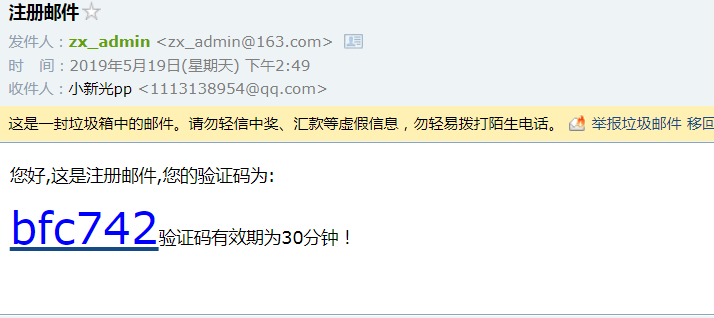 注册邮件
发件人：zx_admin <zx_admin@163.com>
时　间：2019年5月19日(星期天) 下午2:49
收件人：小新光pp <1113138954@qq.com>
这是一封垃圾箱中的邮件。请勿轻信中奖、汇款等虚假信息，勿轻易拨打陌生电话。 举报垃圾邮件 移回
您好,这是注册邮件,您的验证码为:
bfc742验证码有效期为30分钟！